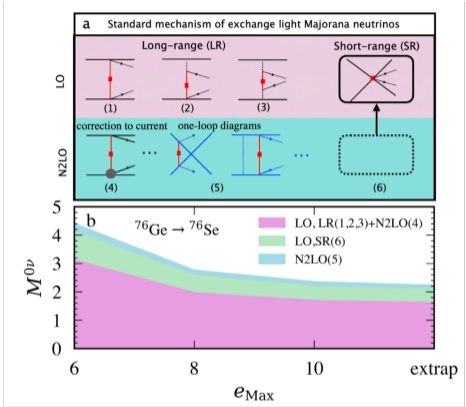 a Standard mechanism of exchange light Majorana neutrinos
LO
Long-range (LR)
Short-range (SR)
(1)
(2)
(3)
N2LO
correction to current
one-loop diagrams
...
...
(4)
(5)
(6)
b
⁷⁶Ge → ⁷⁶Se
LO, LR(1,2,3)+N2LO(4)
LO,SR(6)
N2LO(5)
M⁰ᵛ
5
4
3
2
1
0
6
8
10
extrap
eMax